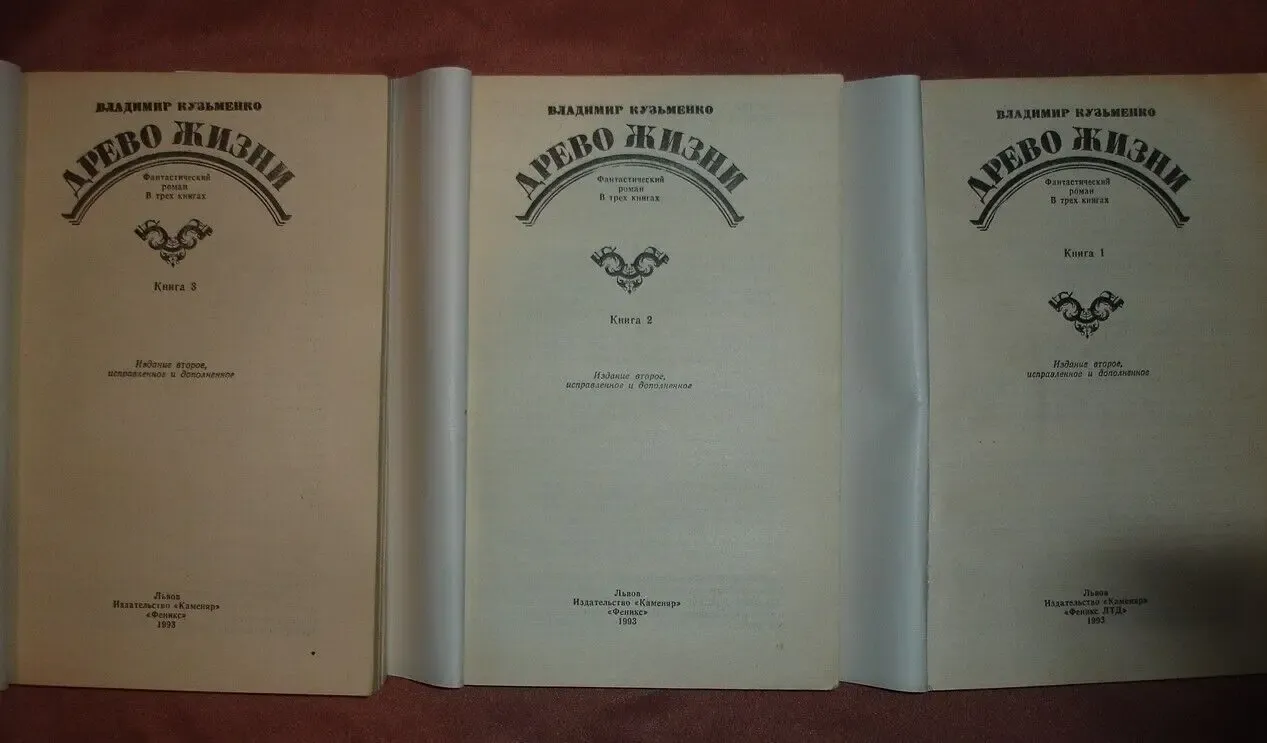 ВЛАДИМИР КУЗЬМЕНКО
ДРЕВО ЖИЗНИ
Фантастический
роман
В трех книгах
Книга 3
Издание второе,
исправленное и дополненное
Львов
Издательство «Каменяр»
«Феникс»
1993
ВЛАДИМИР КУЗЬМЕНКО
ДРЕВО ЖИЗНИ
Фантастический
роман
В трех книгах
Книга 2
Издание второе,
исправленное и дополненное
Львов
Издательство «Каменяр»
«Феникс»
1993
ВЛАДИМИР КУЗЬМЕНКО
ДРЕВО ЖИЗНИ
Фантастический
роман
В трех книгах
Книга 1
Издание второе,
исправленное и дополненное
Львов
Издательство «Каменяр»
«Феникс ЛТД»
1993